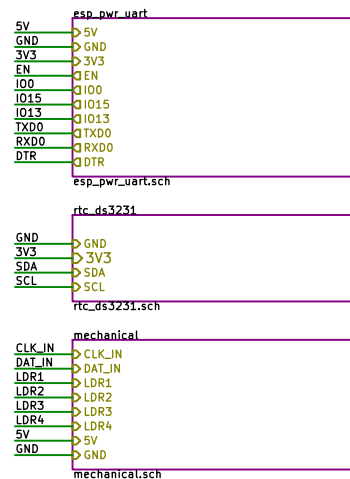 esp_pwr_uart
5V 5V
GND GND
3V3 3V3
EN EN
IO0 IO0
IO15 IO15
IO13 IO13
TXD0 TXD0
RXD0 RXD0
DTR DTR
esp_pwr_uart.sch
rtc_ds3231
GND GND
3V3 3V3
SDA SDA
SCL SCL
rtc_ds3231.sch
mechanical
CLK_IN CLK_IN
DAT_IN DAT_IN
LDR1 LDR1
LDR2 LDR2
LDR3 LDR3
LDR4 LDR4
5V 5V
GND GND
mechanical.sch